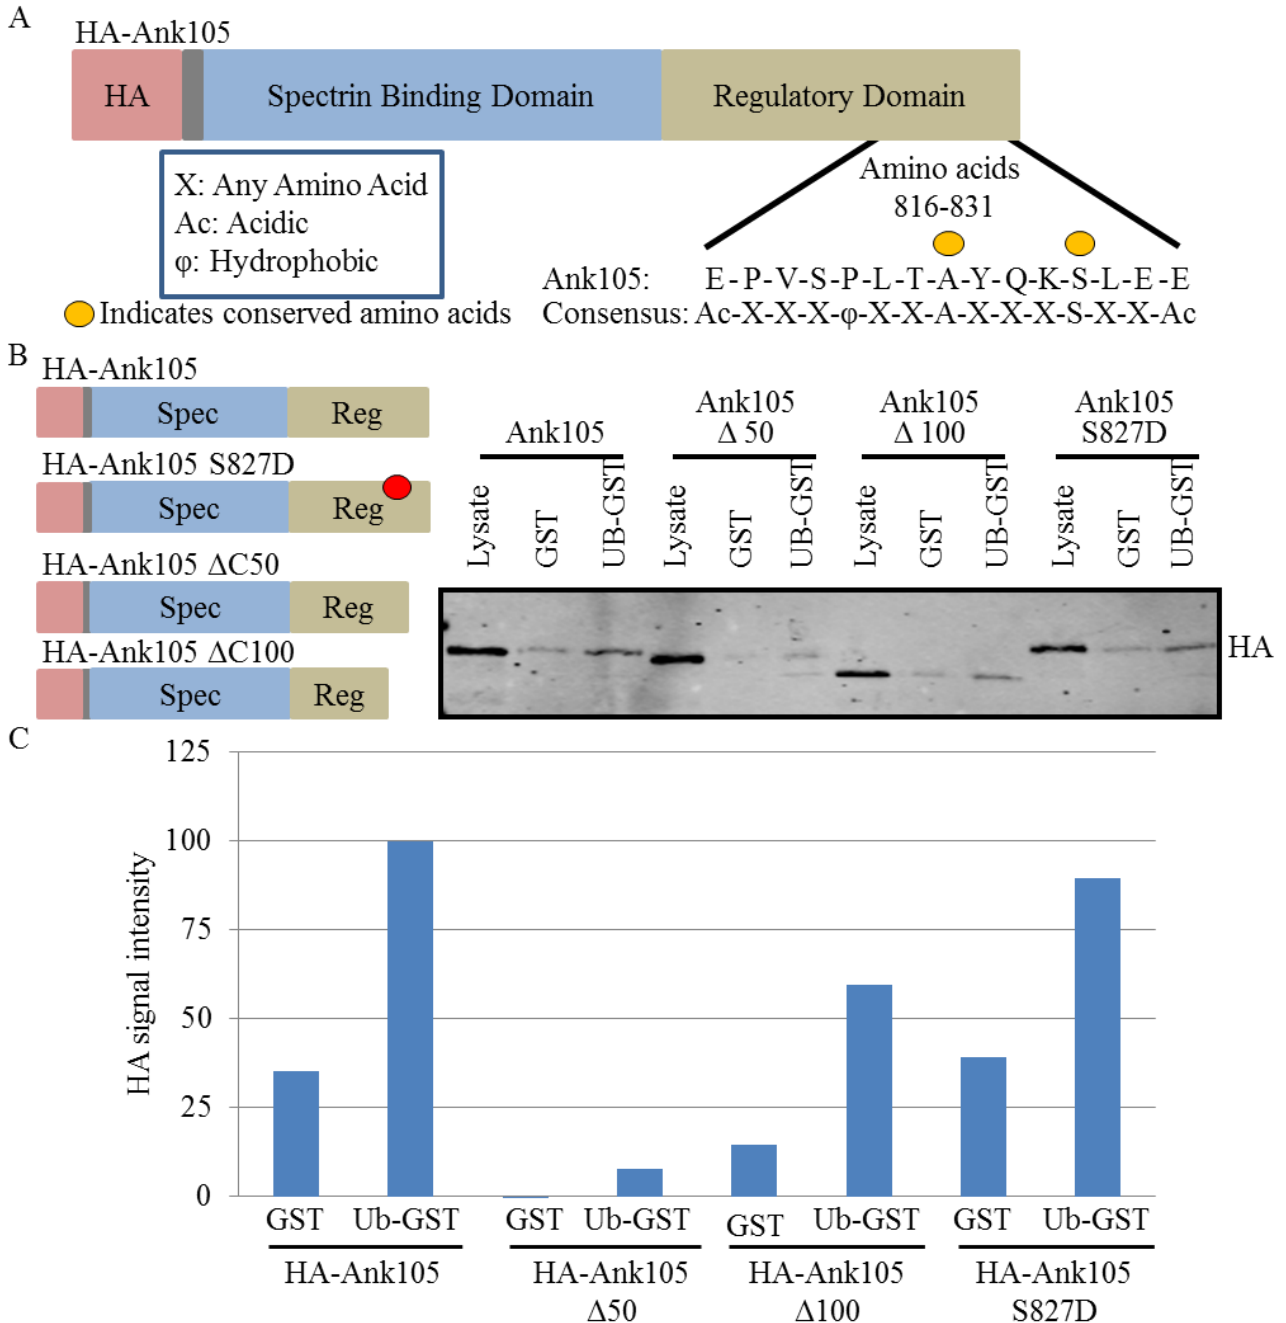 A
HA-Ank105
HA
Spectrin Binding Domain
Regulatory Domain
X: Any Amino Acid
Ac: Acidic
φ: Hydrophobic
Indicates conserved amino acids
Amino acids
816-831
Ank105: E-P-V-S-P-L-T-A-Y-Q-K-S-L-E-E
Consensus: Ac-X-X-X-φ-X-X-A-X-X-X-S-X-X-Ac
B
HA-Ank105
Spec Reg
HA-Ank105 S827D
Spec Reg
HA-Ank105 ΔC50
Spec Reg
HA-Ank105 ΔC100
Spec Reg
Ank105
Ank105
Δ 50
Ank105
Δ 100
Ank105
S827D
Lysate
GST
UB-GST
Lysate
GST
UB-GST
Lysate
GST
UB-GST
Lysate
GST
UB-GST
HA
C
HA signal intensity
125
100
75
50
25
0
GST Ub-GST GST Ub-GST GST Ub-GST GST Ub-GST
HA-Ank105
HA-Ank105
Δ50
HA-Ank105
Δ100
HA-Ank105
S827D